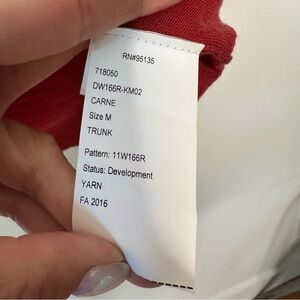 RN#95135
718050
DW166R-KM02
CARNE
Size M
TRUNK
Pattern: 11W166R
Status: Development
YARN
FA 2016